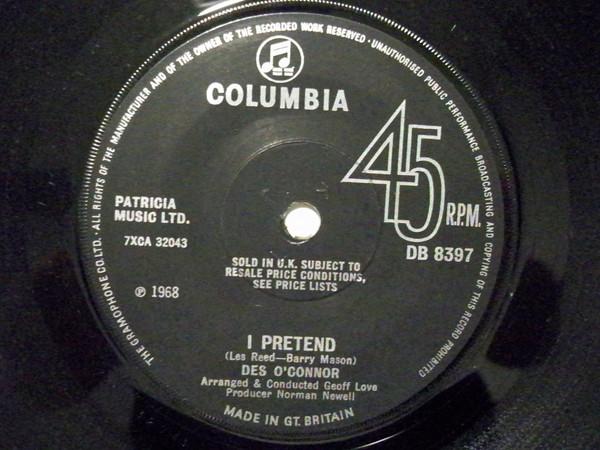 THE GRAMOPHONE CO. LTD. · ALL RIGHTS OF THE MANUFACTURER AND OF THE OWNER OF THE RECORDED WORK RESERVED · UNAUTHORISED PUBLIC PERFORMANCE BROADCASTING AND COPYING OF THIS RECORD PROHIBITED
COLUMBIA
45
R.P.M.
DB 8397
PATRICIA
MUSIC LTD.
7XCA 32043
SOLD IN U.K. SUBJECT TO
RESALE PRICE CONDITIONS,
SEE PRICE LISTS
℗ 1968
I PRETEND
(Les Reed—Barry Mason)
DES O'CONNOR
Arranged & Conducted Geoff Love
Producer Norman Newell
MADE IN GT. BRITAIN